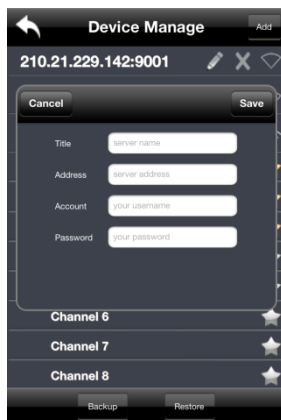 Device Manage
Add
210.21.229.142:9001
Cancel
Save
Title
server name
Address
server address
Account
your username
Password
your password
Channel 6
Channel 7
Channel 8
Backup
Restore